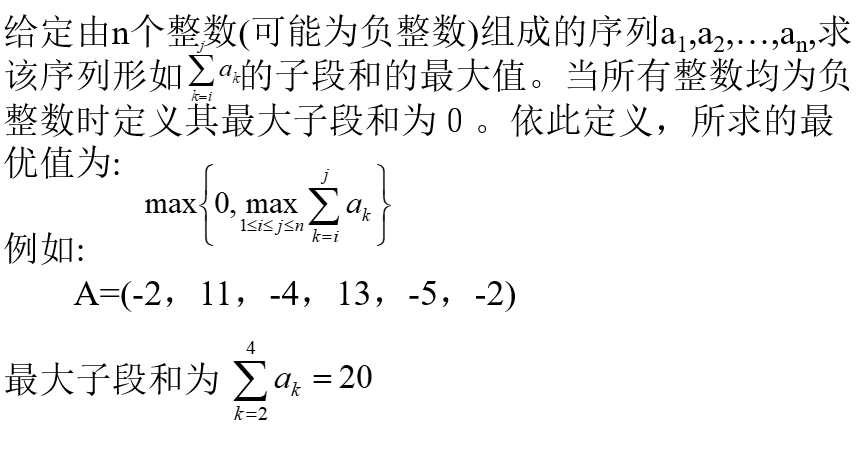 给定由n个整数(可能为负整数)组成的序列a₁,a₂,…,aₙ,求
该序列形如 $\sum_{k=i}^{j} a_k$ 的子段和的最大值。当所有整数均为负
整数时定义其最大子段和为0。依此定义，所求的最
优值为:
$\max\left\{0, \max_{1 \le i \le j \le n} \sum_{k=i}^{j} a_k\right\}$
例如:
A=(-2，11，-4，13，-5，-2)
最大子段和为 $\sum_{k=2}^{4} a_k = 20$